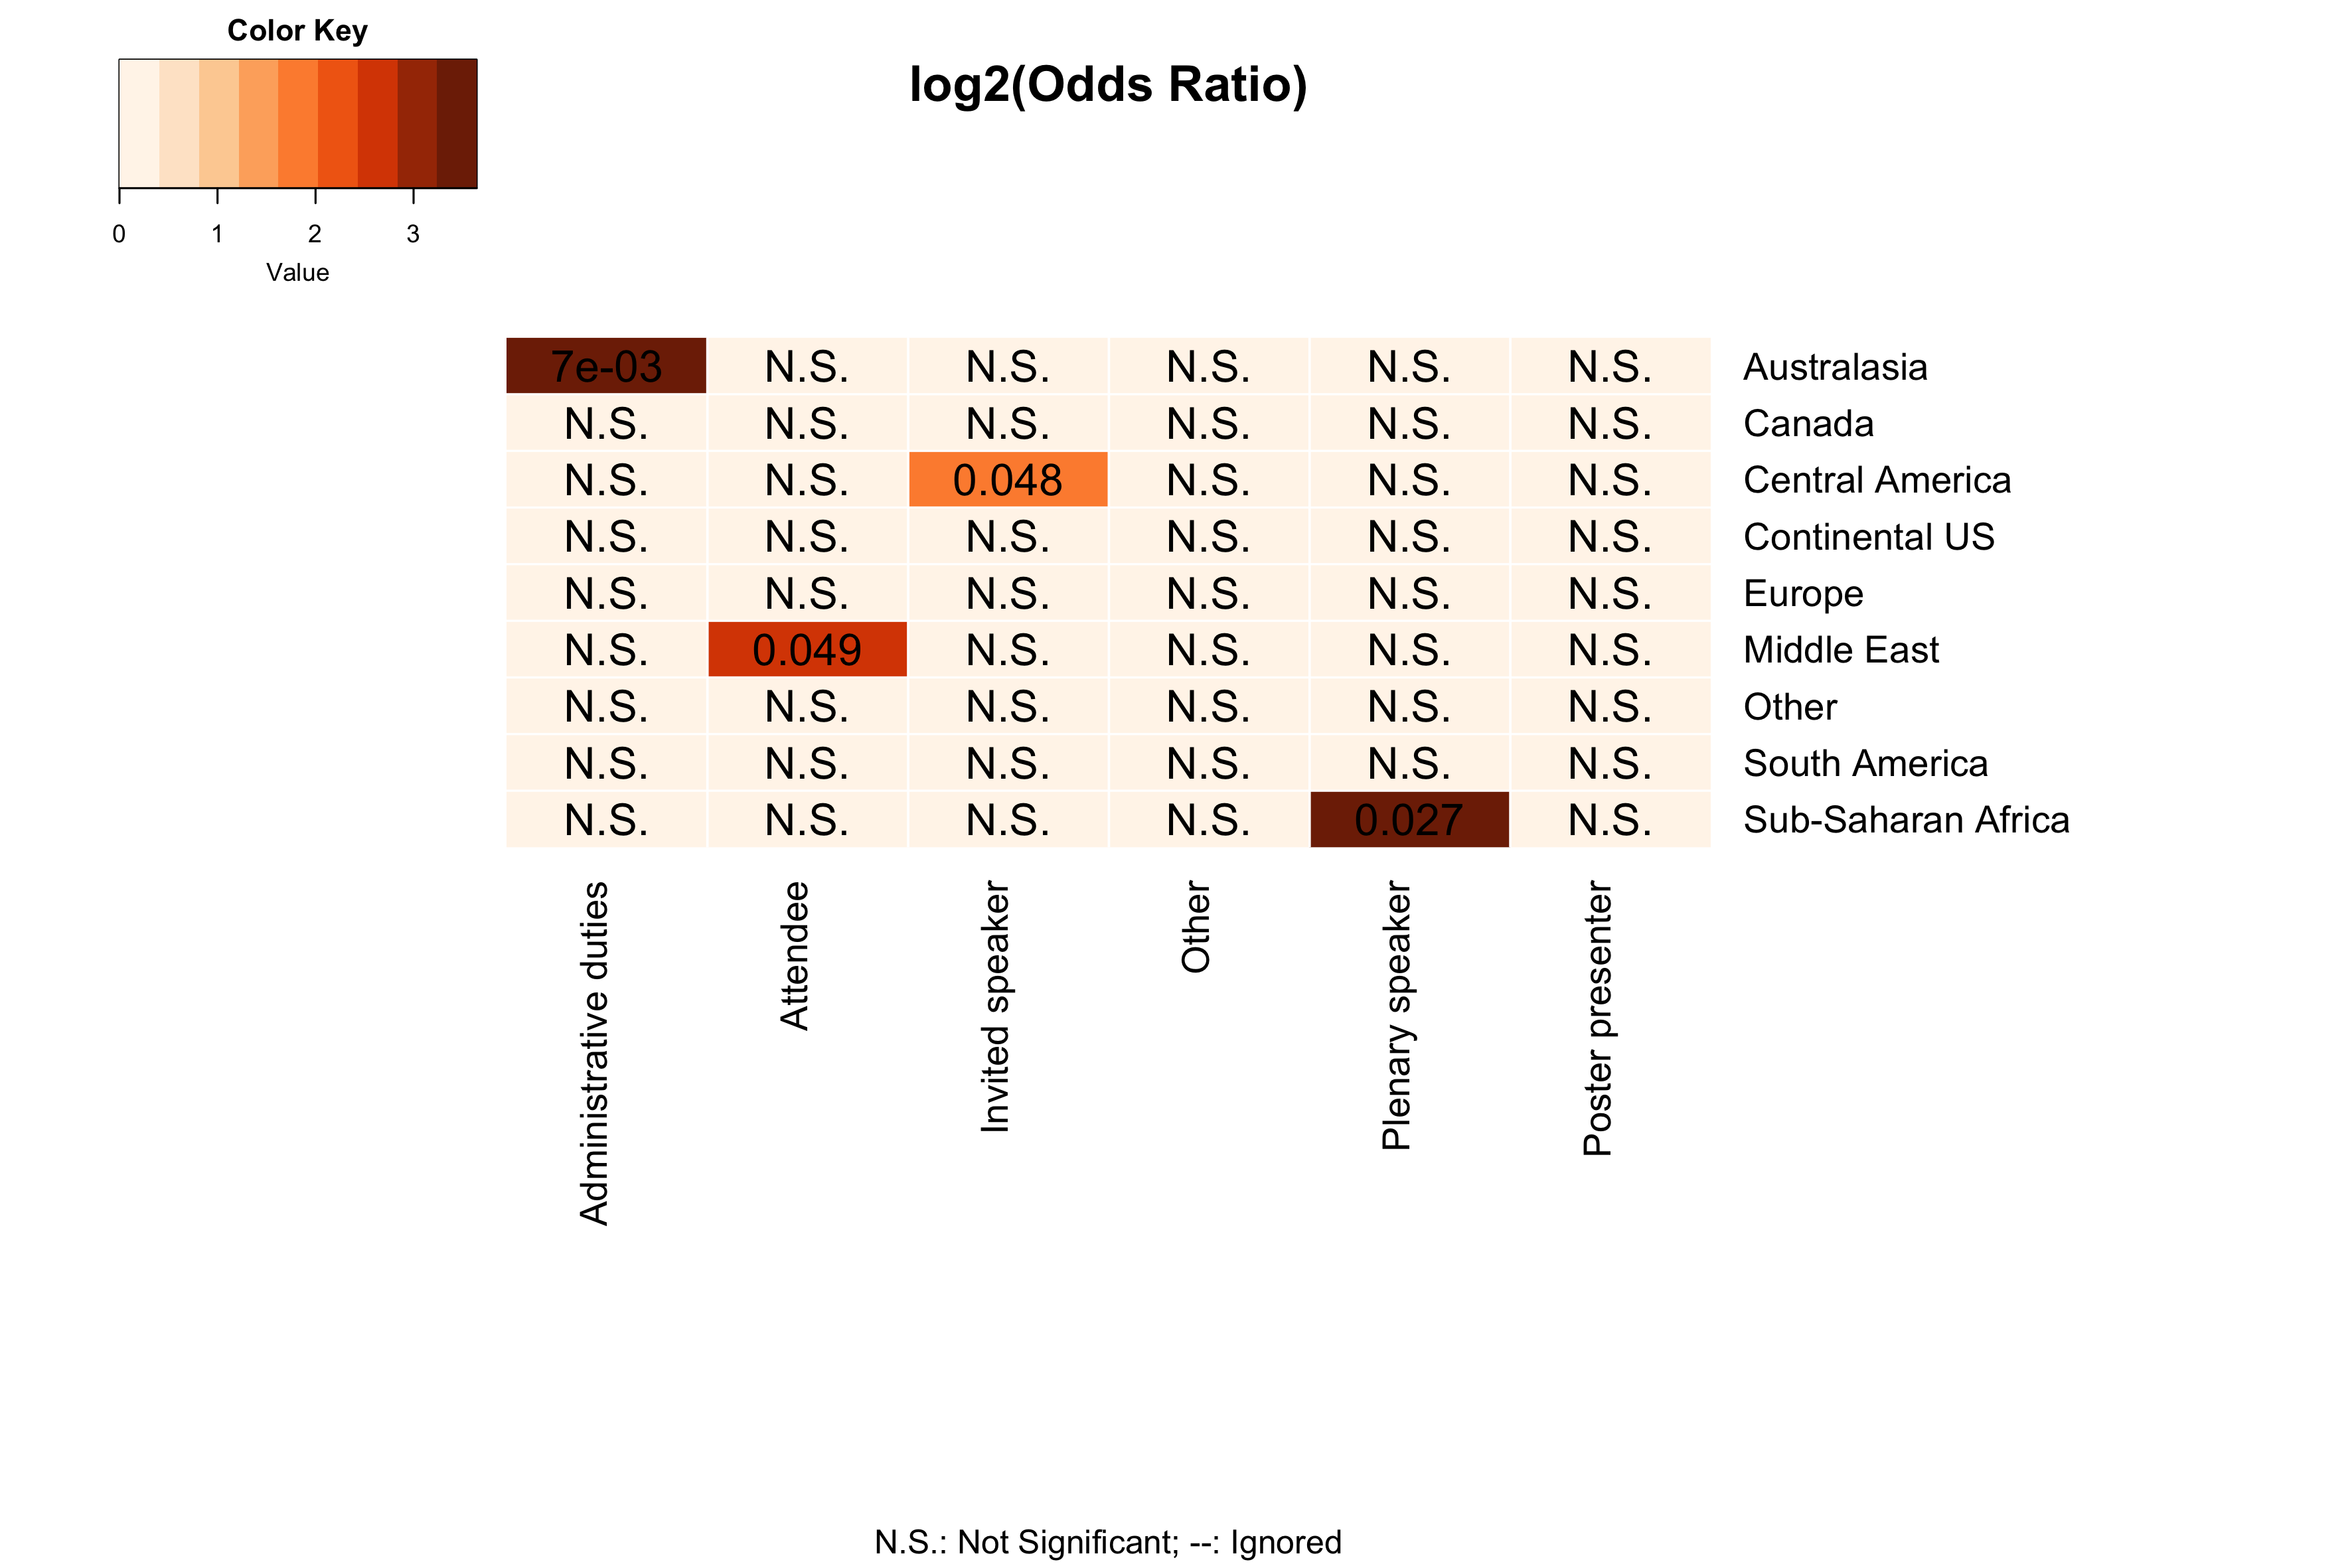 Color Key
0 1 2 3
Value
log2(Odds Ratio)
7e-03 N.S. N.S. N.S. N.S. N.S. Australasia
N.S. N.S. N.S. N.S. N.S. N.S. Canada
N.S. N.S. 0.048 N.S. N.S. N.S. Central America
N.S. N.S. N.S. N.S. N.S. N.S. Continental US
N.S. N.S. N.S. N.S. N.S. N.S. Europe
N.S. 0.049 N.S. N.S. N.S. N.S. Middle East
N.S. N.S. N.S. N.S. N.S. N.S. Other
N.S. N.S. N.S. N.S. N.S. N.S. South America
N.S. N.S. N.S. N.S. 0.027 N.S. Sub-Saharan Africa
Administrative duties
Attendee
Invited speaker
Other
Plenary speaker
Poster presenter
N.S.: Not Significant; --: Ignored